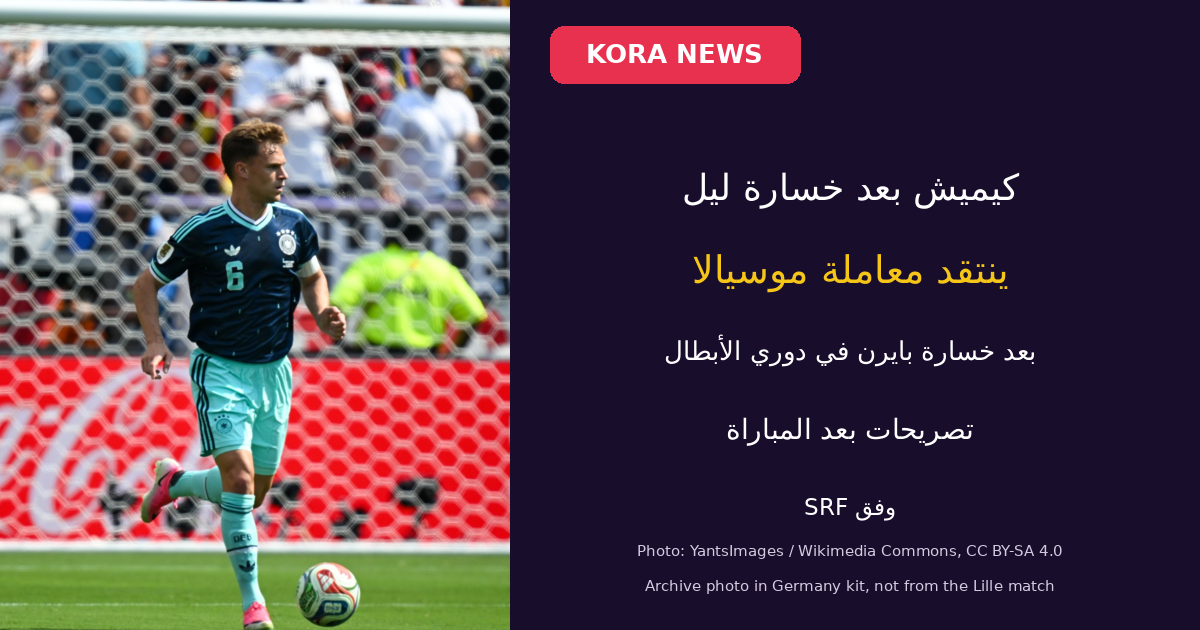 KORA NEWS
كيميش بعد خسارة ليل
ينتقد معاملة موسيالا
بعد خسارة بايرن في دوري الأبطال
تصريحات بعد المباراة
وفق SRF
Photo: YantsImages / Wikimedia Commons, CC BY-SA 4.0
Archive photo in Germany kit, not from the Lille match
6